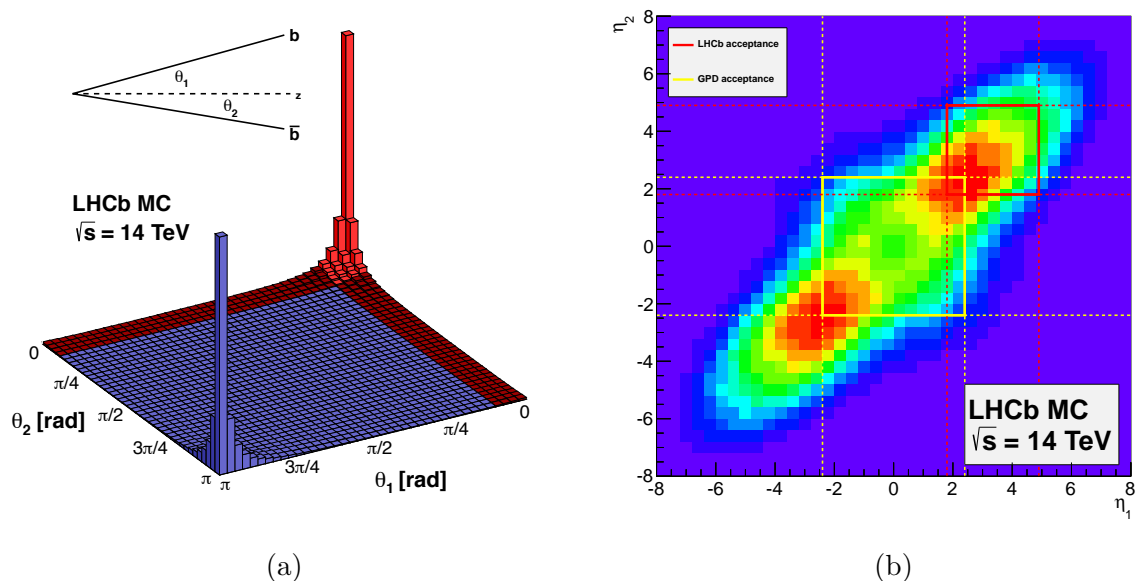 b
θ1
z
θ2
b̅
LHCb MC
√s = 14 TeV
0
π/4
π/2
3π/4
π
θ2 [rad]
π
3π/4
π/2
π/4
0
θ1 [rad]
(a)
η2
8
6
4
2
0
-2
-4
-6
-8
LHCb acceptance
GPD acceptance
LHCb MC
√s = 14 TeV
-8 -6 -4 -2 0 2 4 6 8
η1
(b)